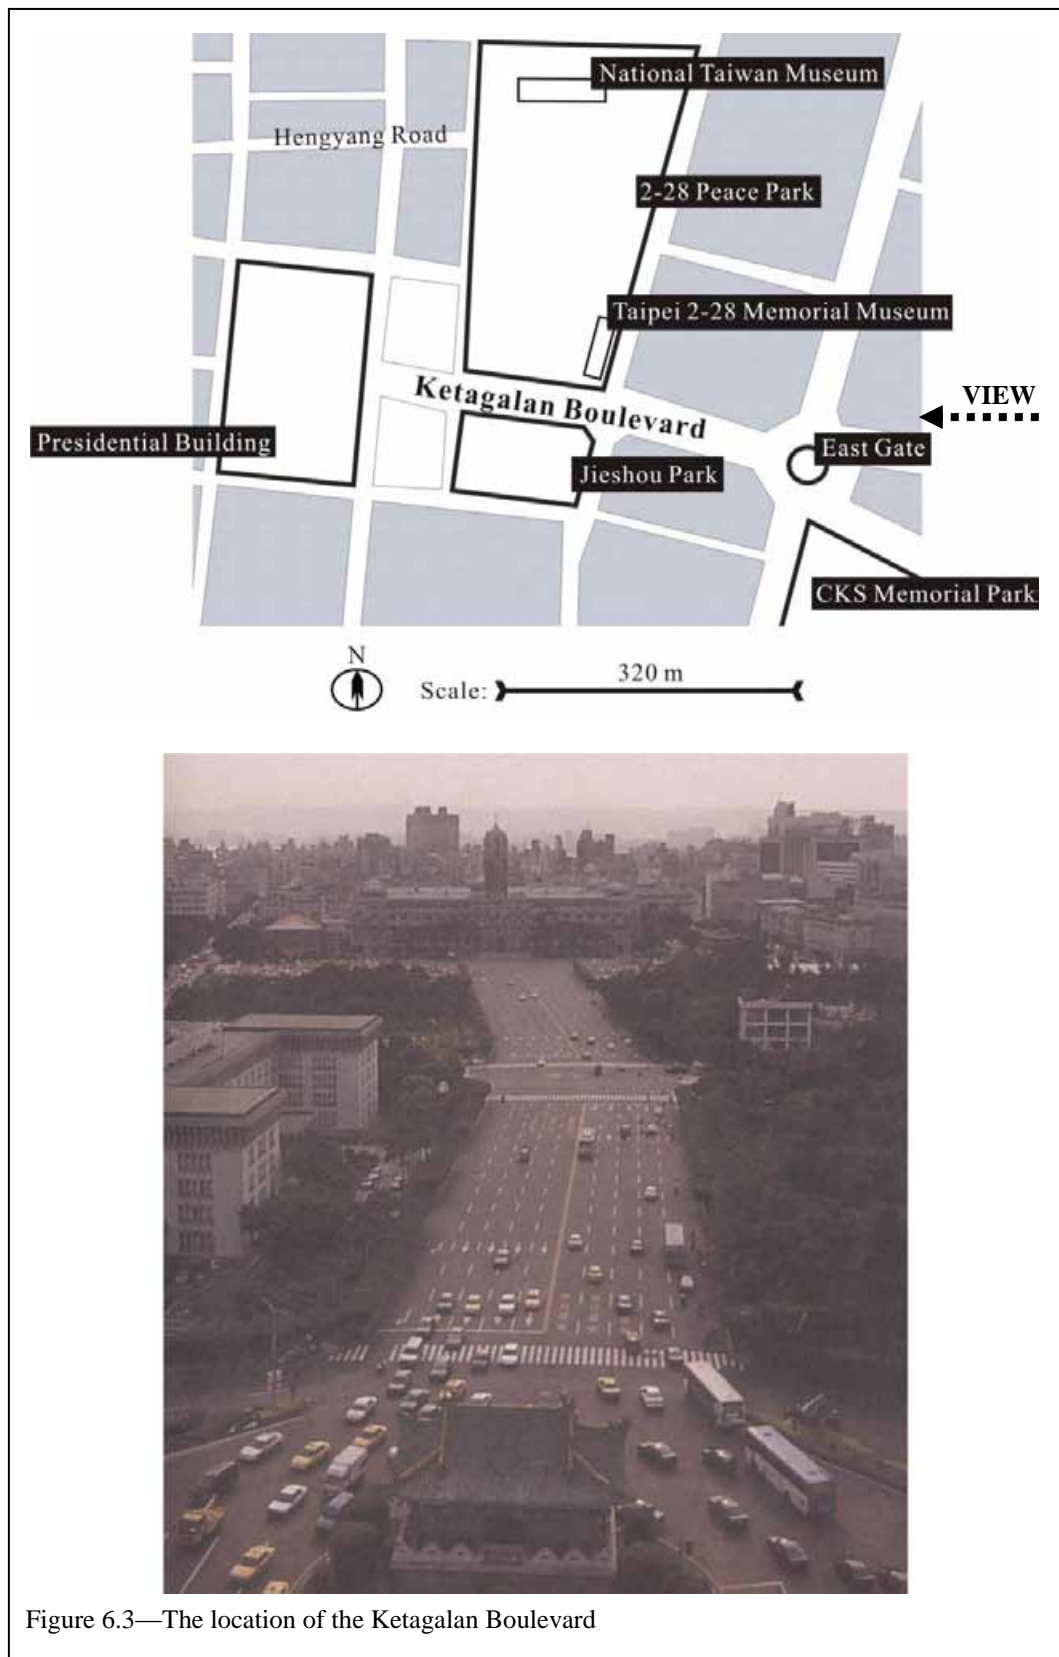 National Taiwan Museum
Hengyang Road
2-28 Peace Park
Taipei 2-28 Memorial Museum
Ketagalan Boulevard
VIEW
Presidential Building
East Gate
Jieshou Park
CKS Memorial Park
N
320 m
Scale:
Figure 6.3—The location of the Ketagalan Boulevard